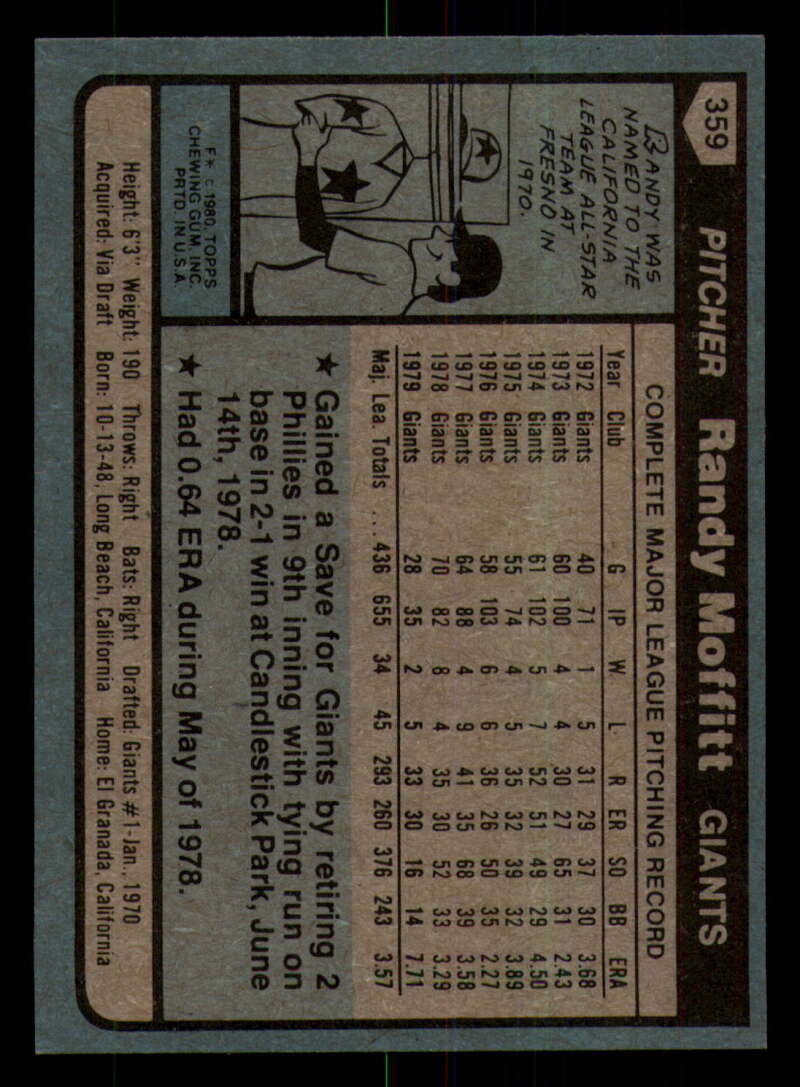 359
PITCHER Randy Moffitt GIANTS
RANDY WAS
NAMED TO THE
CALIFORNIA
LEAGUE ALL-STAR
TEAM AT
FRESNO IN
1970.
F* © 1980. TOPPS
CHEWING GUM, INC.
PRTD. IN U.S.A.
COMPLETE MAJOR LEAGUE PITCHING RECORD
Year Club G IP W L R ER SO BB ERA
1972 Giants 40 71 1 5 31 29 37 30 3.68
1973 Giants 60 100 4 4 30 27 65 31 2.43
1974 Giants 61 102 5 7 52 51 49 29 4.50
1975 Giants 55 74 4 5 35 32 39 32 3.89
1976 Giants 58 103 6 6 36 26 50 35 2.27
1977 Giants 64 88 4 9 41 35 68 39 3.58
1978 Giants 70 82 8 4 35 30 52 33 3.29
1979 Giants 28 35 2 5 33 30 16 14 7.71
Maj. Lea. Totals ... 436 655 34 45 293 260 376 243 3.57
★ Gained a Save for Giants by retiring 2
Phillies in 9th inning with tying run on
base in 2-1 win at Candlestick Park, June
14th, 1978.
★ Had 0.64 ERA during May of 1978.
Height: 6'3" Weight: 190 Throws: Right Bats: Right Drafted: Giants #1-Jan., 1970
Acquired: Via Draft Born: 10-13-48, Long Beach, California Home: El Granada, California